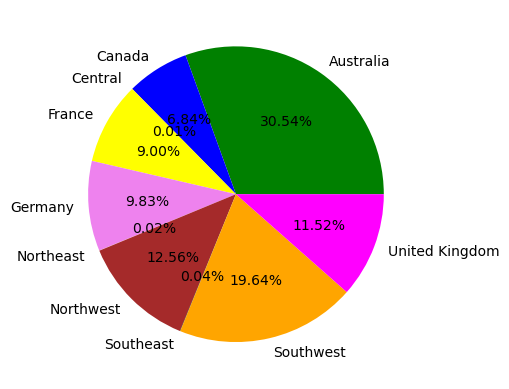 Australia
30.54%
Canada
6.84%
Central
0.01%
France
9.00%
Germany
9.83%
Northeast
0.02%
Northwest
12.56%
Southeast
0.04%
Southwest
19.64%
United Kingdom
11.52%